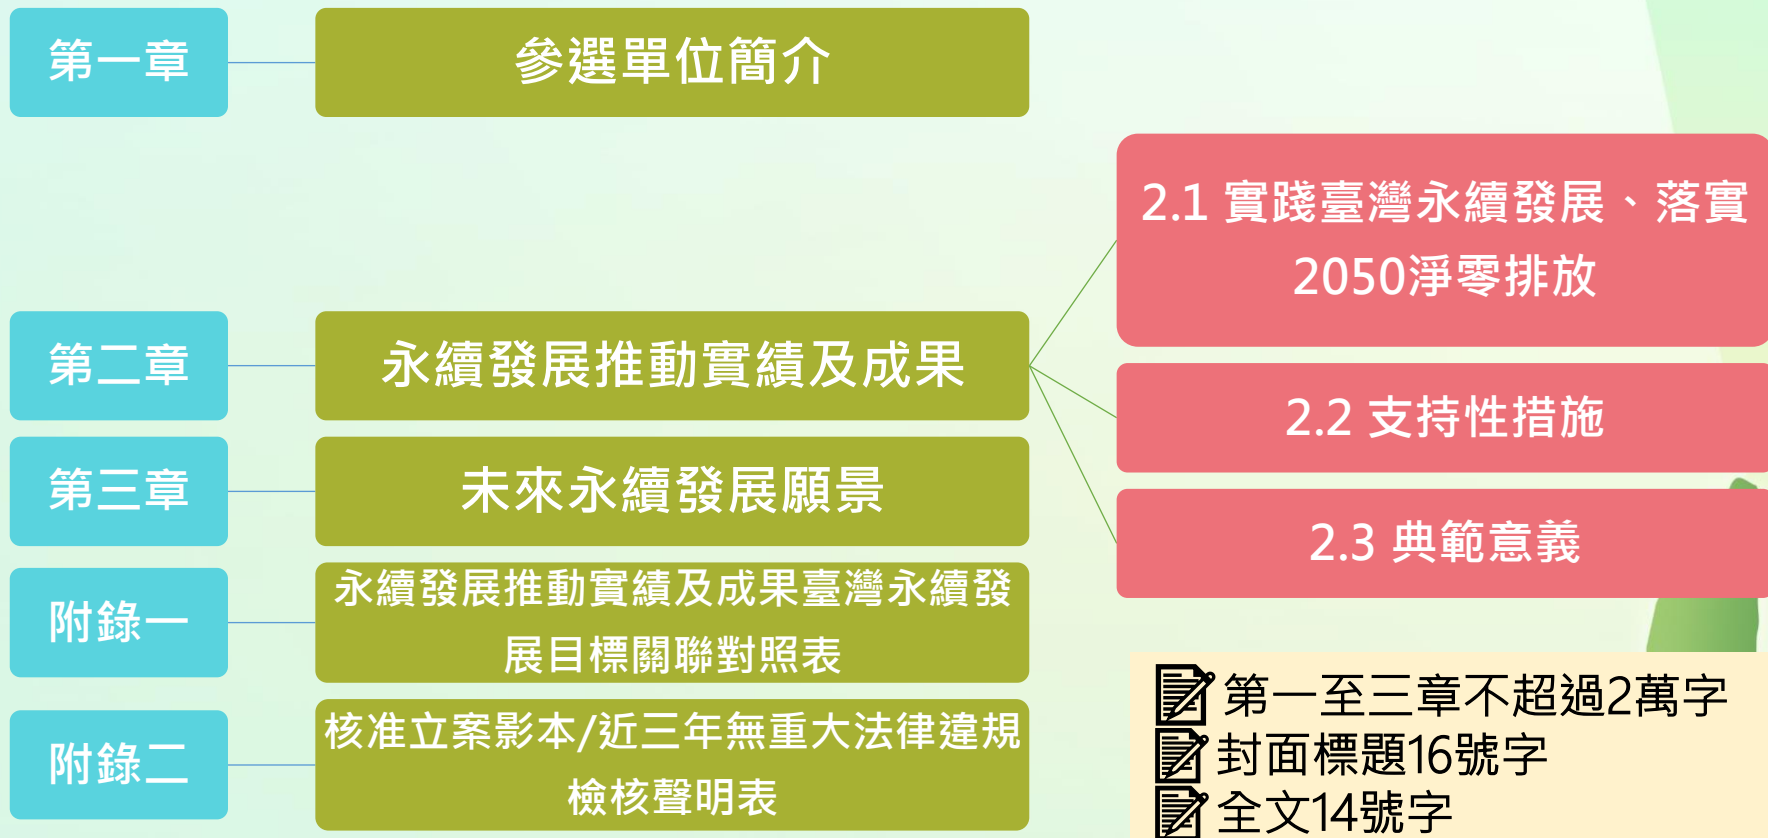 第一章
參選單位簡介
第二章
永續發展推動實績及成果
2.1 實踐臺灣永續發展、落實
2050淨零排放
2.2 支持性措施
2.3 典範意義
第三章
未來永續發展願景
附錄一
永續發展推動實績及成果臺灣永續發
展目標關聯對照表
附錄二
核准立案影本/近三年無重大法律違規
檢核聲明表
第一至三章不超過2萬字
封面標題16號字
全文14號字